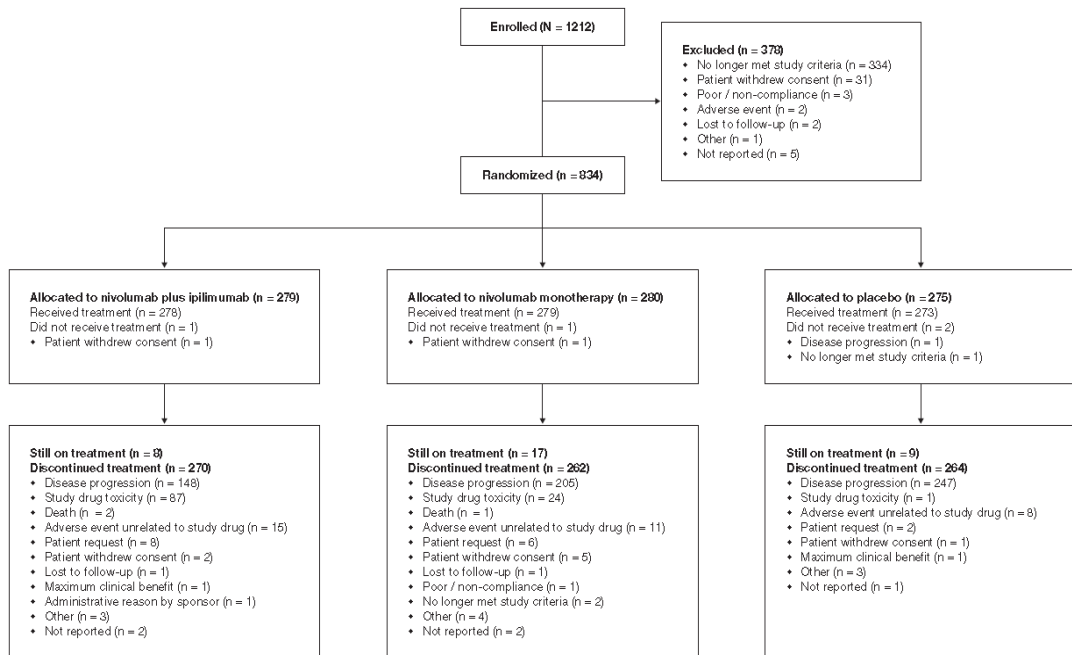 Enrolled (N = 1212)
Excluded (n = 378)
• No longer met study criteria (n = 334)
• Patient withdrew consent (n = 31)
• Poor / non-compliance (n = 3)
• Adverse event (n = 2)
• Lost to follow-up (n = 2)
• Other (n = 1)
• Not reported (n = 5)
Randomized (n = 834)
Allocated to nivolumab plus ipilimumab (n = 279)
Received treatment (n = 278)
Did not receive treatment (n = 1)
• Patient withdrew consent (n = 1)
Allocated to nivolumab monotherapy (n = 280)
Received treatment (n = 279)
Did not receive treatment (n = 1)
• Patient withdrew consent (n = 1)
Allocated to placebo (n = 275)
Received treatment (n = 273)
Did not receive treatment (n = 2)
• Disease progression (n = 1)
• No longer met study criteria (n = 1)
Still on treatment (n = 8)
Discontinued treatment (n = 270)
• Disease progression (n = 148)
• Study drug toxicity (n = 87)
• Death (n = 2)
• Adverse event unrelated to study drug (n = 15)
• Patient request (n = 8)
• Patient withdrew consent (n = 2)
• Lost to follow-up (n = 1)
• Maximum clinical benefit (n = 1)
• Administrative reason by sponsor (n = 1)
• Other (n = 3)
• Not reported (n = 2)
Still on treatment (n = 17)
Discontinued treatment (n = 262)
• Disease progression (n = 205)
• Study drug toxicity (n = 24)
• Death (n = 1)
• Adverse event unrelated to study drug (n = 11)
• Patient request (n = 6)
• Patient withdrew consent (n = 5)
• Lost to follow-up (n = 1)
• Poor / non-compliance (n = 1)
• No longer met study criteria (n = 2)
• Other (n = 4)
• Not reported (n = 2)
Still on treatment (n = 9)
Discontinued treatment (n = 264)
• Disease progression (n = 247)
• Study drug toxicity (n = 1)
• Adverse event unrelated to study drug (n = 8)
• Patient request (n = 2)
• Patient withdrew consent (n = 1)
• Maximum clinical benefit (n = 1)
• Other (n = 3)
• Not reported (n = 1)